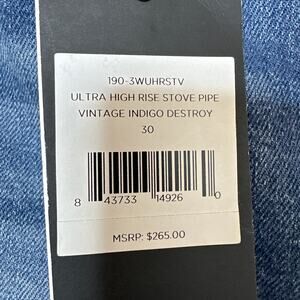 190-3WUHRSTV
ULTRA HIGH RISE STOVE PIPE
VINTAGE INDIGO DESTROY
30
8 43733 14926 0
MSRP: $265.00